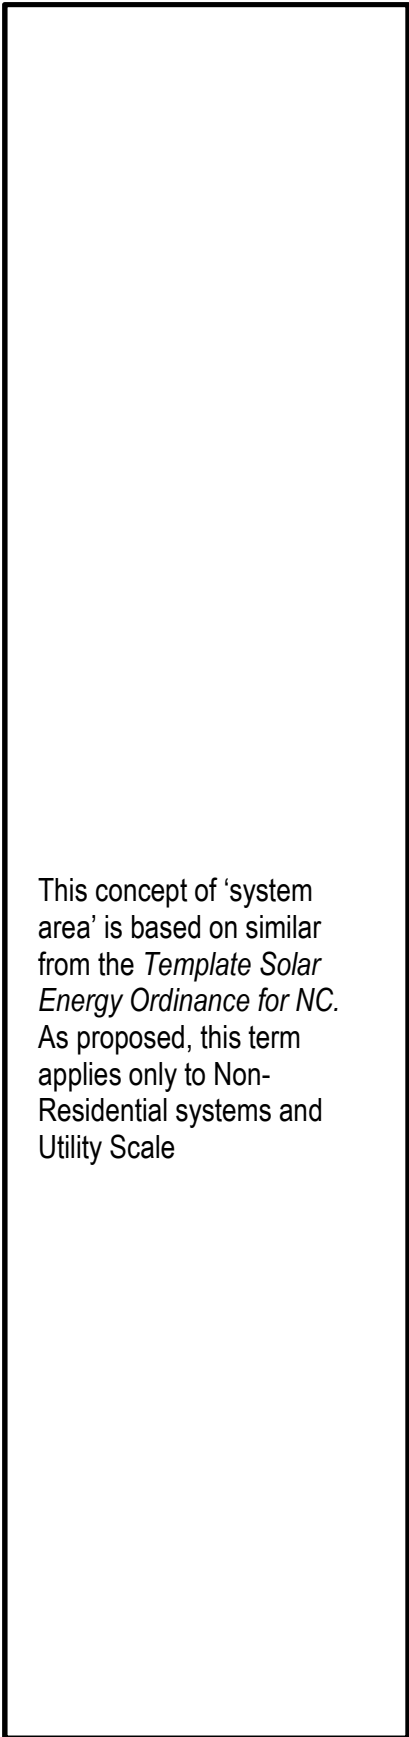 This concept of ‘system
area’ is based on similar
from the Template Solar
Energy Ordinance for NC.
As proposed, this term
applies only to Non-
Residential systems and
Utility Scale